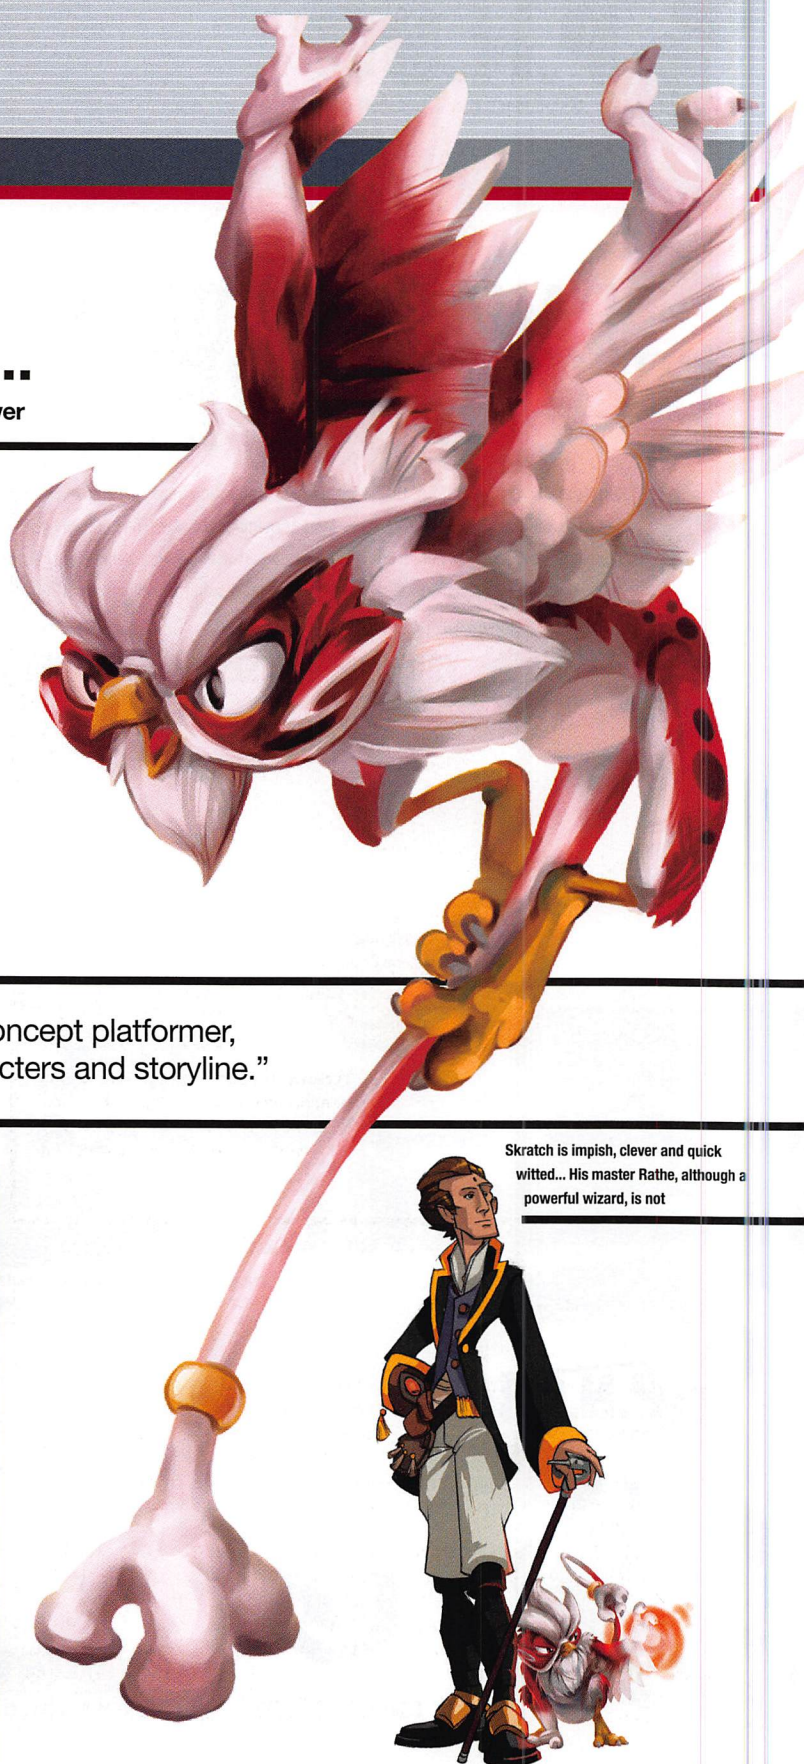 ...
ver
oncept platformer,
cters and storyline.”
Skratch is impish, clever and quick
witted... His master Rathe, although a
powerful wizard, is not